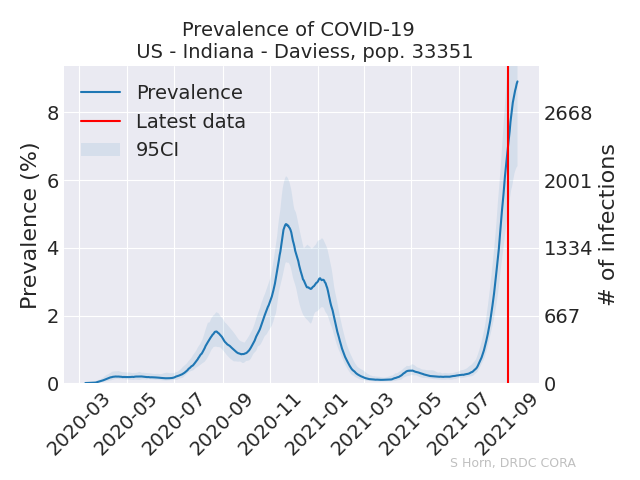 Prevalence of COVID-19
US - Indiana - Daviess, pop. 33351
Prevalence
Latest data
95CI
Prevalence (%)
8
6
4
2
0
2668
2001
1334
667
0
# of infections
2020-03
2020-05
2020-07
2020-09
2020-11
2021-01
2021-03
2021-05
2021-07
2021-09
S Horn, DRDC CORA